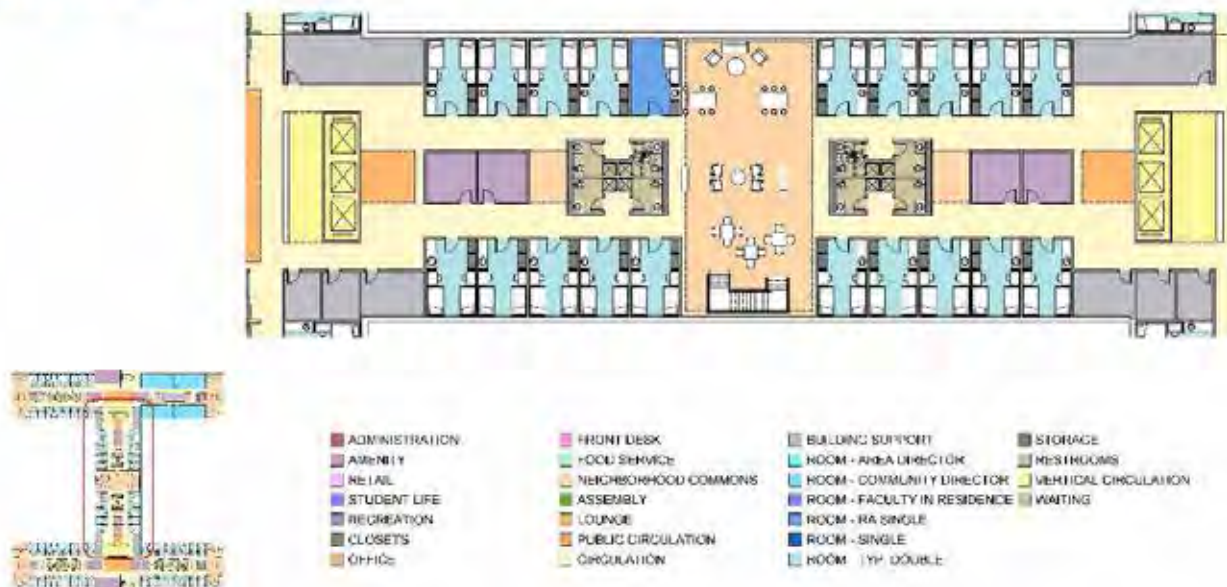 ADMINISTRATION
AMENITY
RETAIL
STUDENT LIFE
RECREATION
CLOSETS
OFFICE
FRONT DESK
FOOD SERVICE
NEIGHBORHOOD COMMONS
ASSEMBLY
LOUNGE
PUBLIC CIRCULATION
CIRCULATION
BUILDING SUPPORT
ROOM - AREA DIRECTOR
ROOM - COMMUNITY DIRECTOR
ROOM - FACULTY IN RESIDENCE
ROOM - RA SINGLE
ROOM - SINGLE
ROOM - TYP. DOUBLE
STORAGE
RESTROOMS
VERTICAL CIRCULATION
WAITING